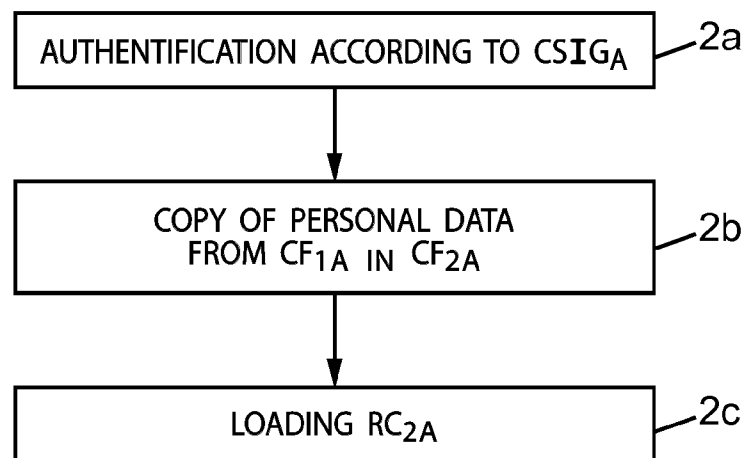 AUTHENTIFICATION ACCORDING TO CSIGA
2a
COPY OF PERSONAL DATA
FROM CF1A IN CF2A
2b
LOADING RC2A
2c